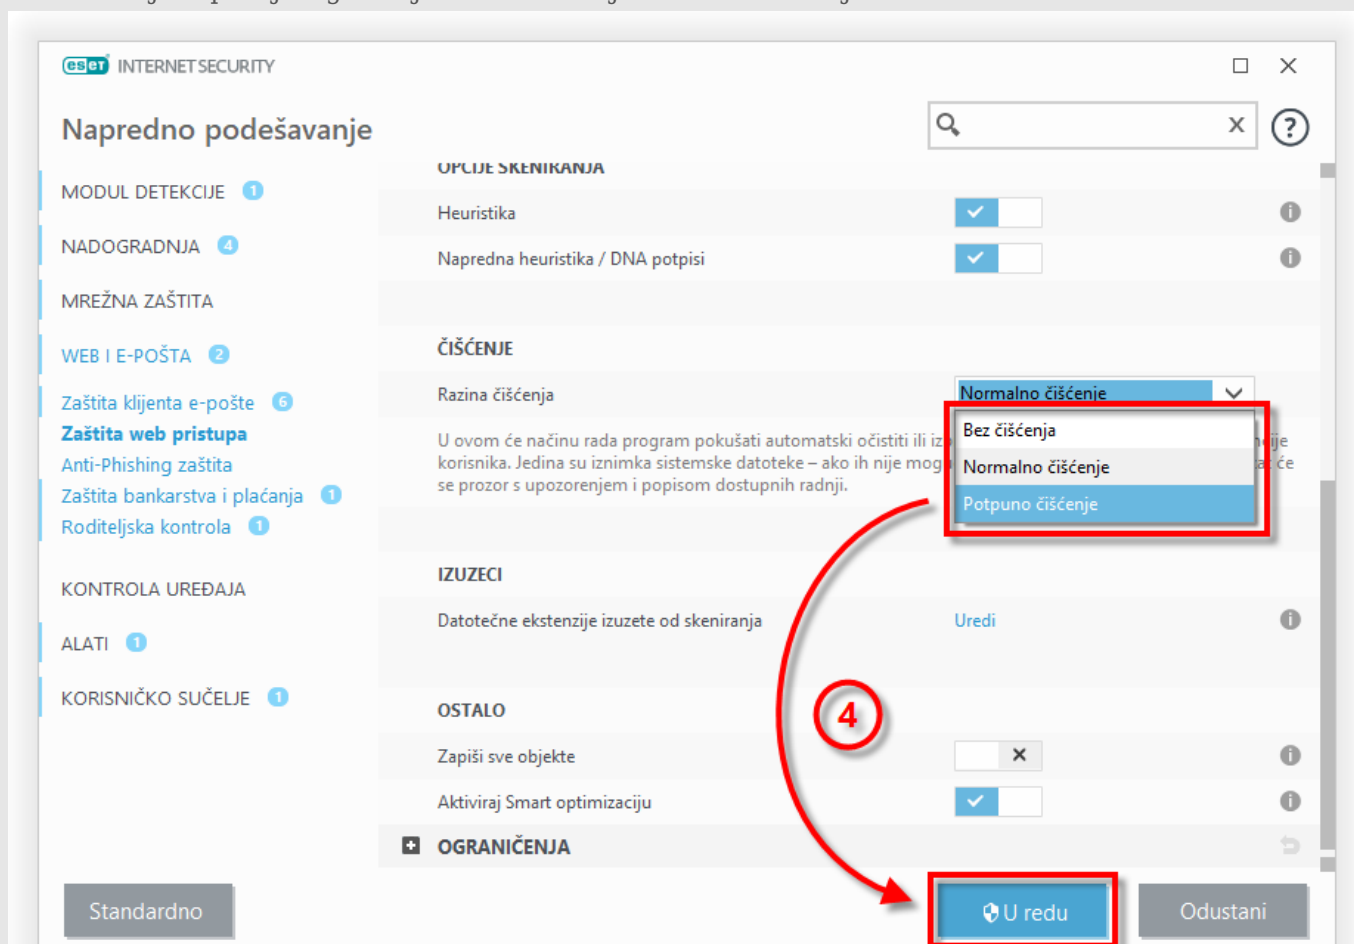 eset INTERNET SECURITY
Napredno podešavanje
x
?
MODUL DETEKCIJE 1
NADOGRADNJA 4
MREŽNA ZAŠTITA
WEB I E-POŠTA 2
Zaštita klijenta e-pošte 6
Zaštita web pristupa
Anti-Phishing zaštita
Zaštita bankarstva i plaćanja 1
Roditeljska kontrola 1
KONTROLA UREĐAJA
ALATI 1
KORISNIČKO SUČELJE 1
OPCIJE SKENIRANJA
Heuristika
Napredna heuristika / DNA potpisi
ČIŠĆENJE
Razina čišćenja
Normalno čišćenje
Bez čišćenja
Normalno čišćenje
Potpuno čišćenje
U ovom će načinu rada program pokušati automatski očistiti ili
korisnika. Jedina su iznimka sistemske datoteke – ako ih nije će
se prozor s upozorenjem i popisom dostupnih radnji.
IZUZECI
Datotečne ekstenzije izuzete od skeniranja Uredi
4
OSTALO
Zapiši sve objekte
Aktiviraj Smart optimizaciju
OGRANIČENJA
Standardno
U redu
Odustani